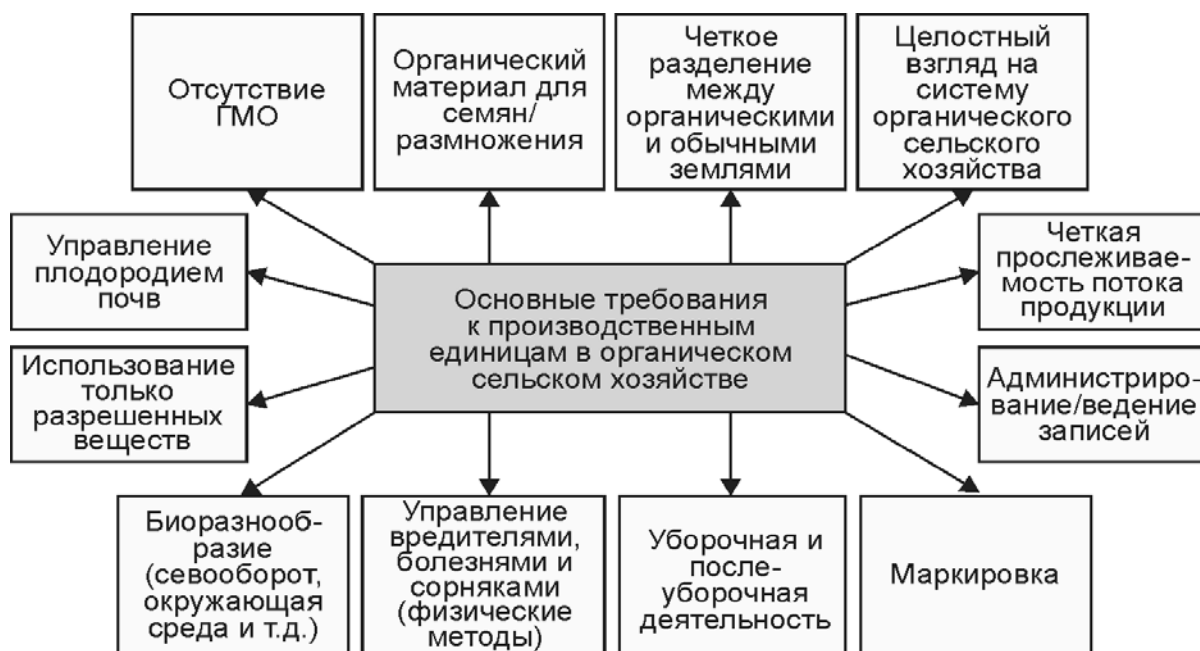 Отсутствие
ГМО
Органический
материал для
семян/
размножения
Четкое
разделение
между
органическими
и обычными
землями
Целостный
взгляд на
систему
органического
сельского
хозяйства
Управление
плодородием
почв
Основные требования
к производственным
единицам в органическом
сельском хозяйстве
Четкая
прослеживае-
мость потока
продукции
Использование
только
разрешенных
веществ
Администриро-
вание/ведение
записей
Биоразнооб-
разие
(севооборот,
окружающая
среда и т.д.)
Управление
вредителями,
болезнями и
сорняками
(физические
методы)
Уборочная и
после-
уборочная
деятельность
Маркировка